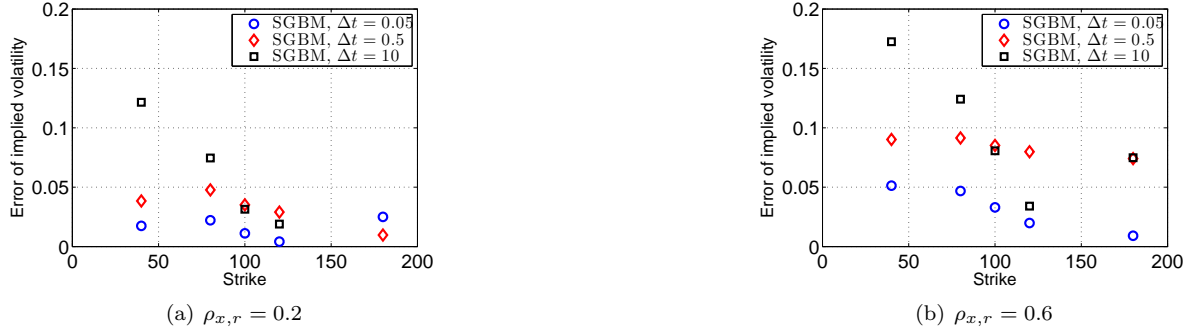 0.2
0.15
0.1
0.05
0
0 50 100 150 200
Error of implied volatility
Strike
SGBM, Δt = 0.05
SGBM, Δt = 0.5
SGBM, Δt = 10
(a) ρx,r = 0.2
0.2
0.15
0.1
0.05
0
0 50 100 150 200
Error of implied volatility
Strike
SGBM, Δt = 0.05
SGBM, Δt = 0.5
SGBM, Δt = 10
(b) ρx,r = 0.6